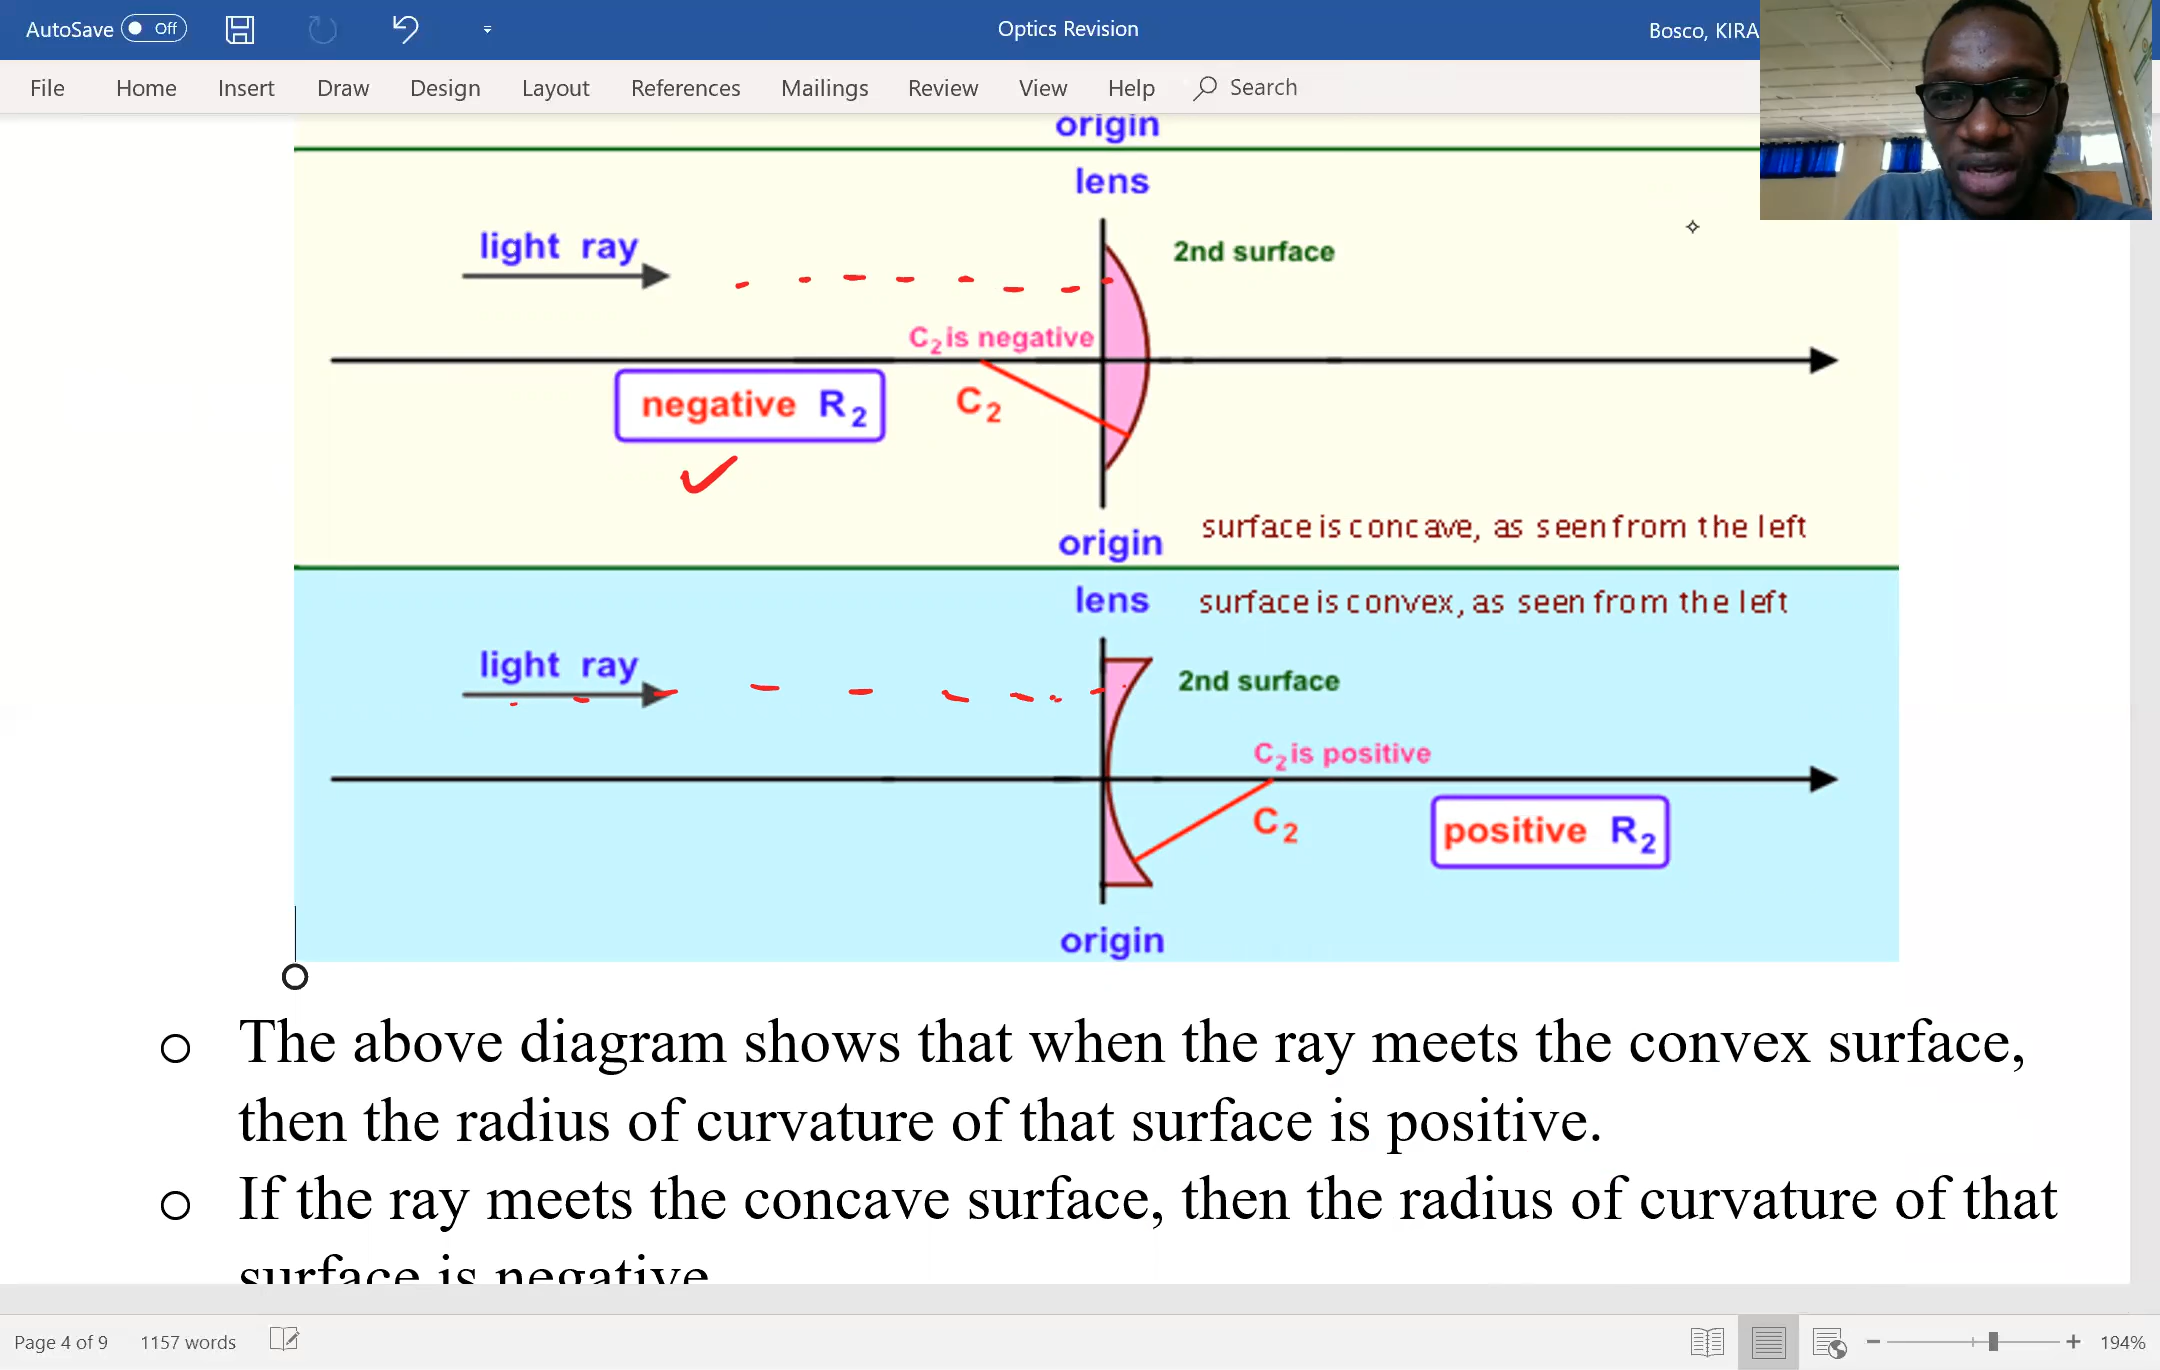 AutoSave Off
Optics Revision
Bosco, KIRA
File Home Insert Draw Design Layout References Mailings Review View Help Search
origin
lens
light ray
2nd surface
C2 is negative
negative R2
C2
surface is concave, as seen from the left
origin
lens
surface is convex, as seen from the left
light ray
2nd surface
C2 is positive
C2
positive R2
origin
The above diagram shows that when the ray meets the convex surface,
then the radius of curvature of that surface is positive.
If the ray meets the concave surface, then the radius of curvature of that
surface is negative
Page 4 of 9 1157 words
194%